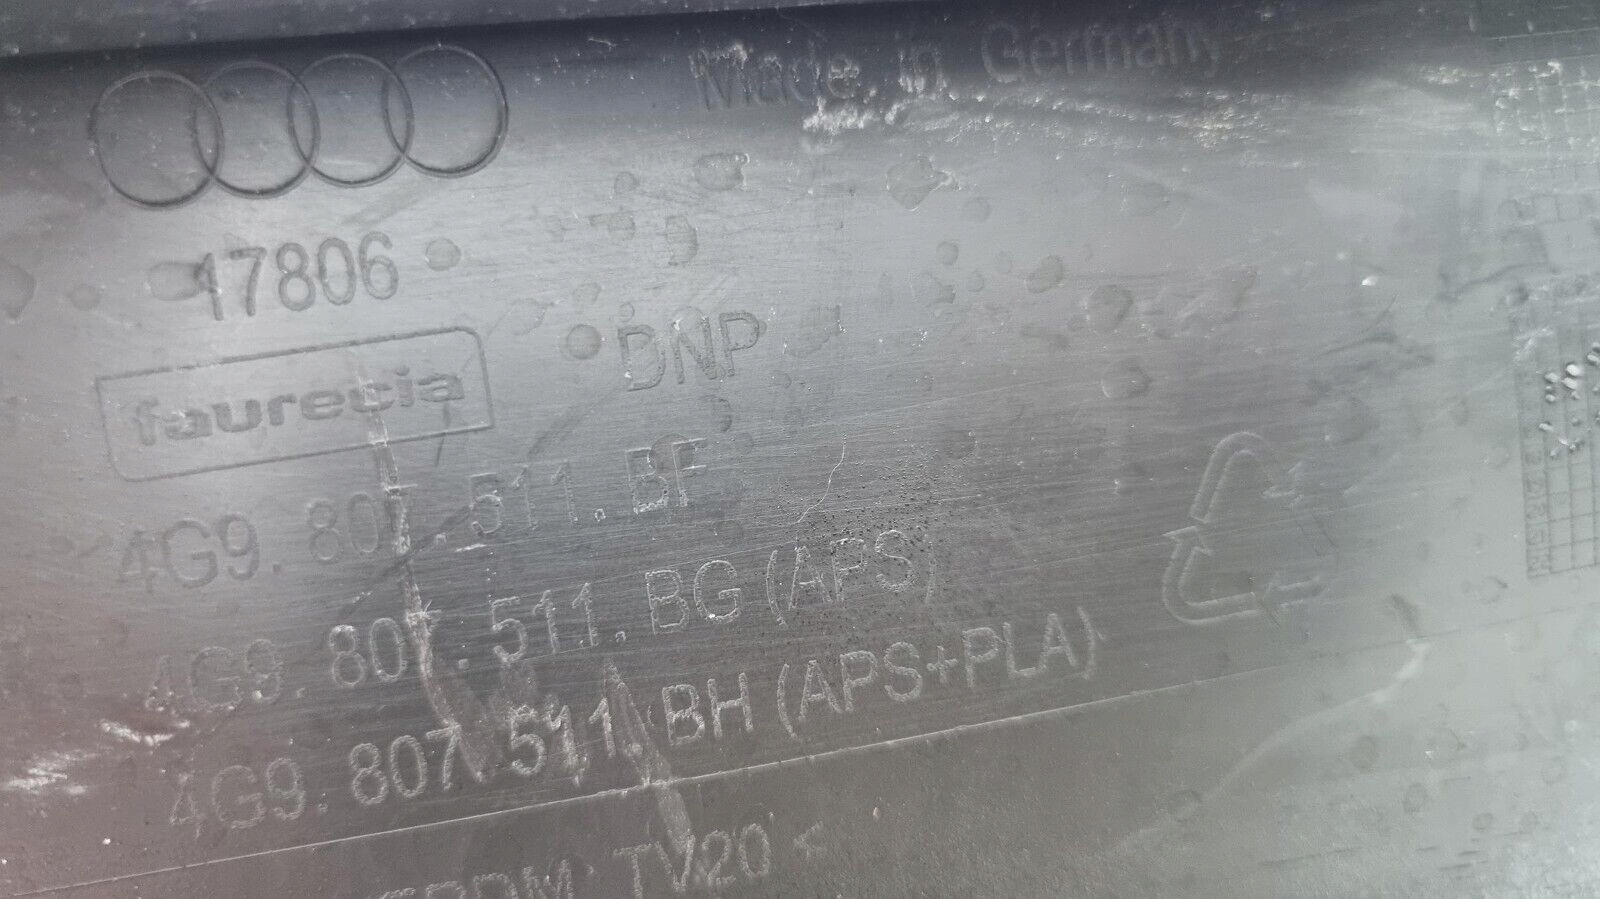 Made in Germany
17806
faurecia
DNP
4G9. 807. 511. BF
4G9. 807. 511. BG (APS)
4G9. 807. 511. BH (APS+PLA)
TV20 <